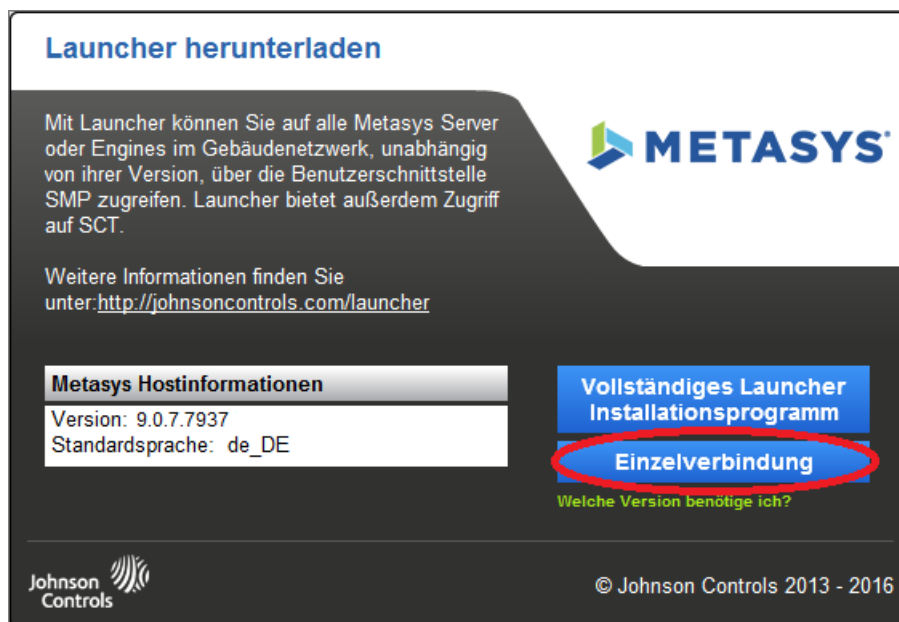 Launcher herunterladen
Mit Launcher können Sie auf alle Metasys Server
oder Engines im Gebäudenetzwerk, unabhängig
von ihrer Version, über die Benutzerschnittstelle
SMP zugreifen. Launcher bietet außerdem Zugriff
auf SCT.
METASYS
Weitere Informationen finden Sie
unter:http://johnsoncontrols.com/launcher
Metasys Hostinformationen
Version: 9.0.7.7937
Standardsprache: de_DE
Vollständiges Launcher
Installationsprogramm
Einzelverbindung
Welche Version benötige ich?
Johnson
Controls
© Johnson Controls 2013 - 2016